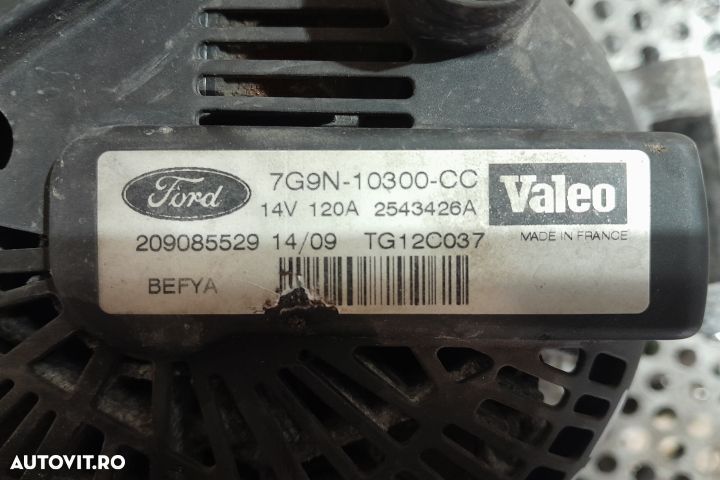 Ford 7G9N-10300-CC Valeo
14V 120A 2543426A
209085529 14/09 TG12C037 MADE IN FRANCE
BEFYA
AUTOVIT.RO